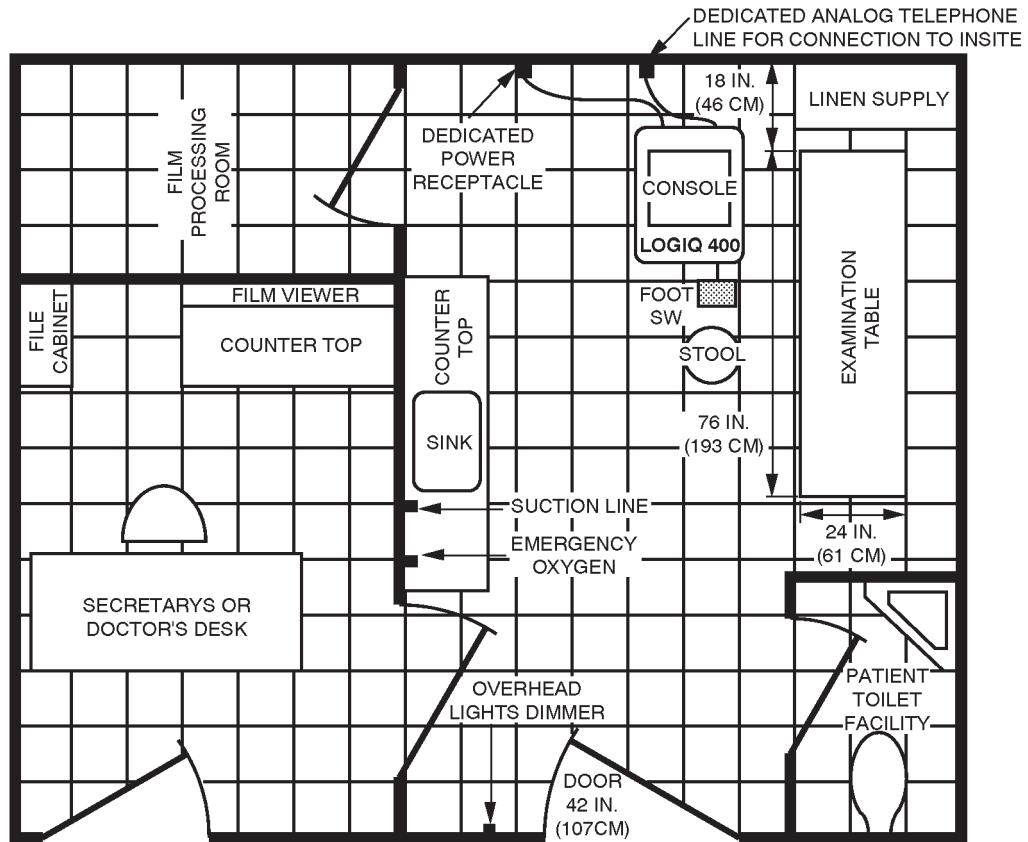 DEDICATED ANALOG TELEPHONE
LINE FOR CONNECTION TO INSITE
18 IN.
(46 CM)
LINEN SUPPLY
FILM
PROCESSING
ROOM
DEDICATED
POWER
RECEPTACLE
CONSOLE
LOGIQ 400
FILE
CABINET
FILM VIEWER
COUNTER TOP
COUNTER
TOP
FOOT
SW
STOOL
EXAMINATION
TABLE
SINK
76 IN.
(193 CM)
SUCTION LINE
EMERGENCY
OXYGEN
24 IN.
(61 CM)
SECRETARYS OR
DOCTOR'S DESK
OVERHEAD
LIGHTS DIMMER
PATIENT
TOILET
FACILITY
DOOR
42 IN.
(107CM)